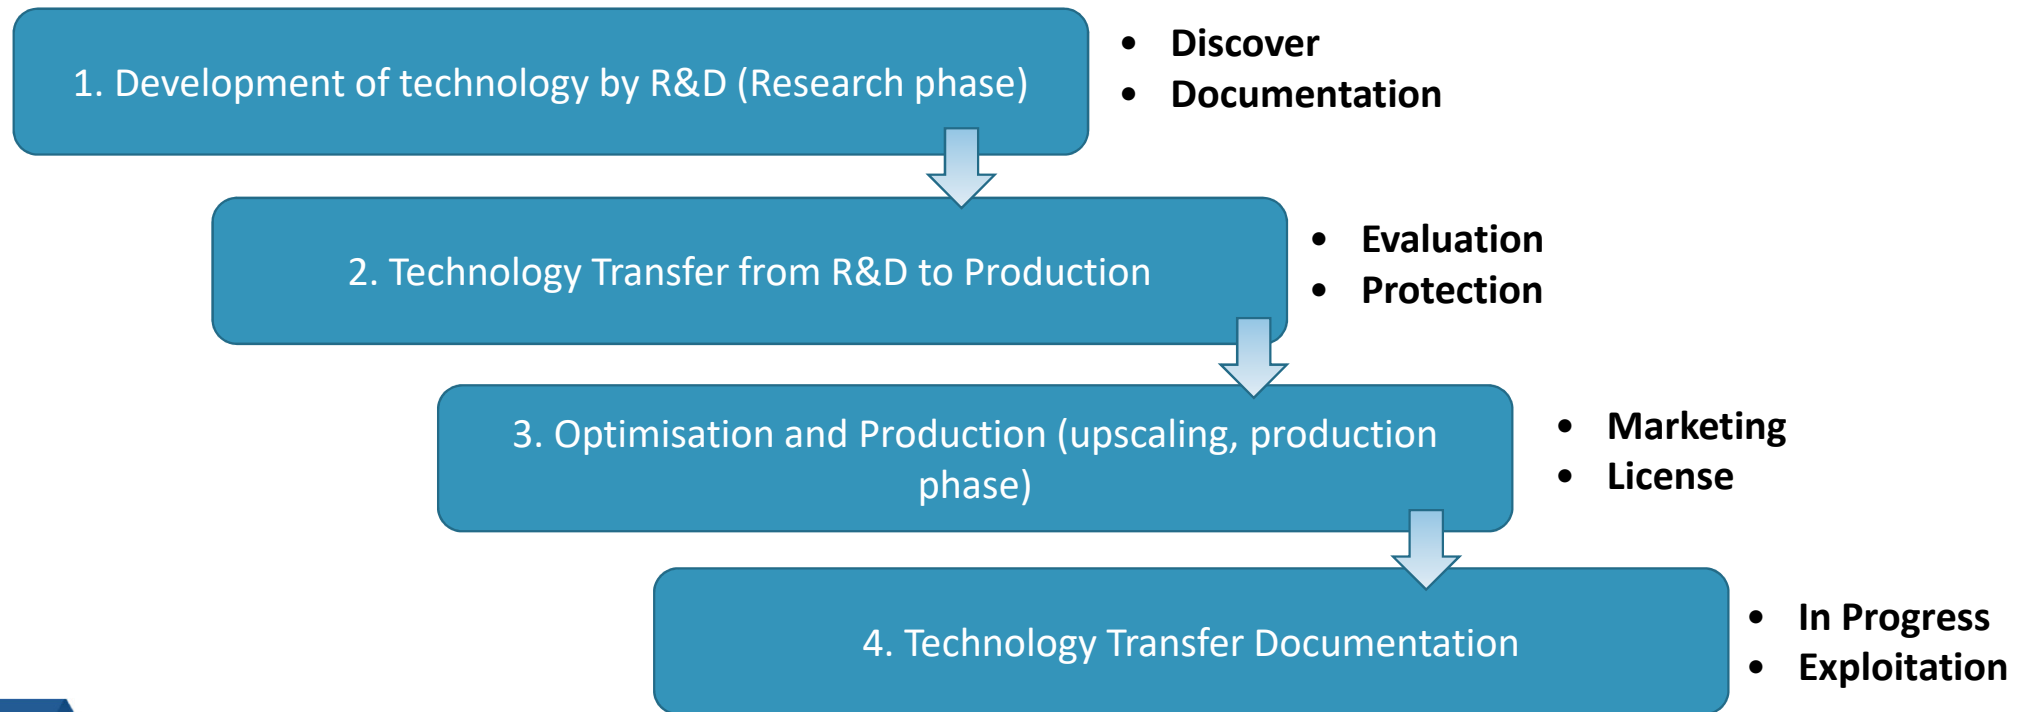 1. Development of technology by R&D (Research phase)
• Discover
• Documentation
2. Technology Transfer from R&D to Production
• Evaluation
• Protection
3. Optimisation and Production (upscaling, production
phase)
• Marketing
• License
4. Technology Transfer Documentation
• In Progress
• Exploitation